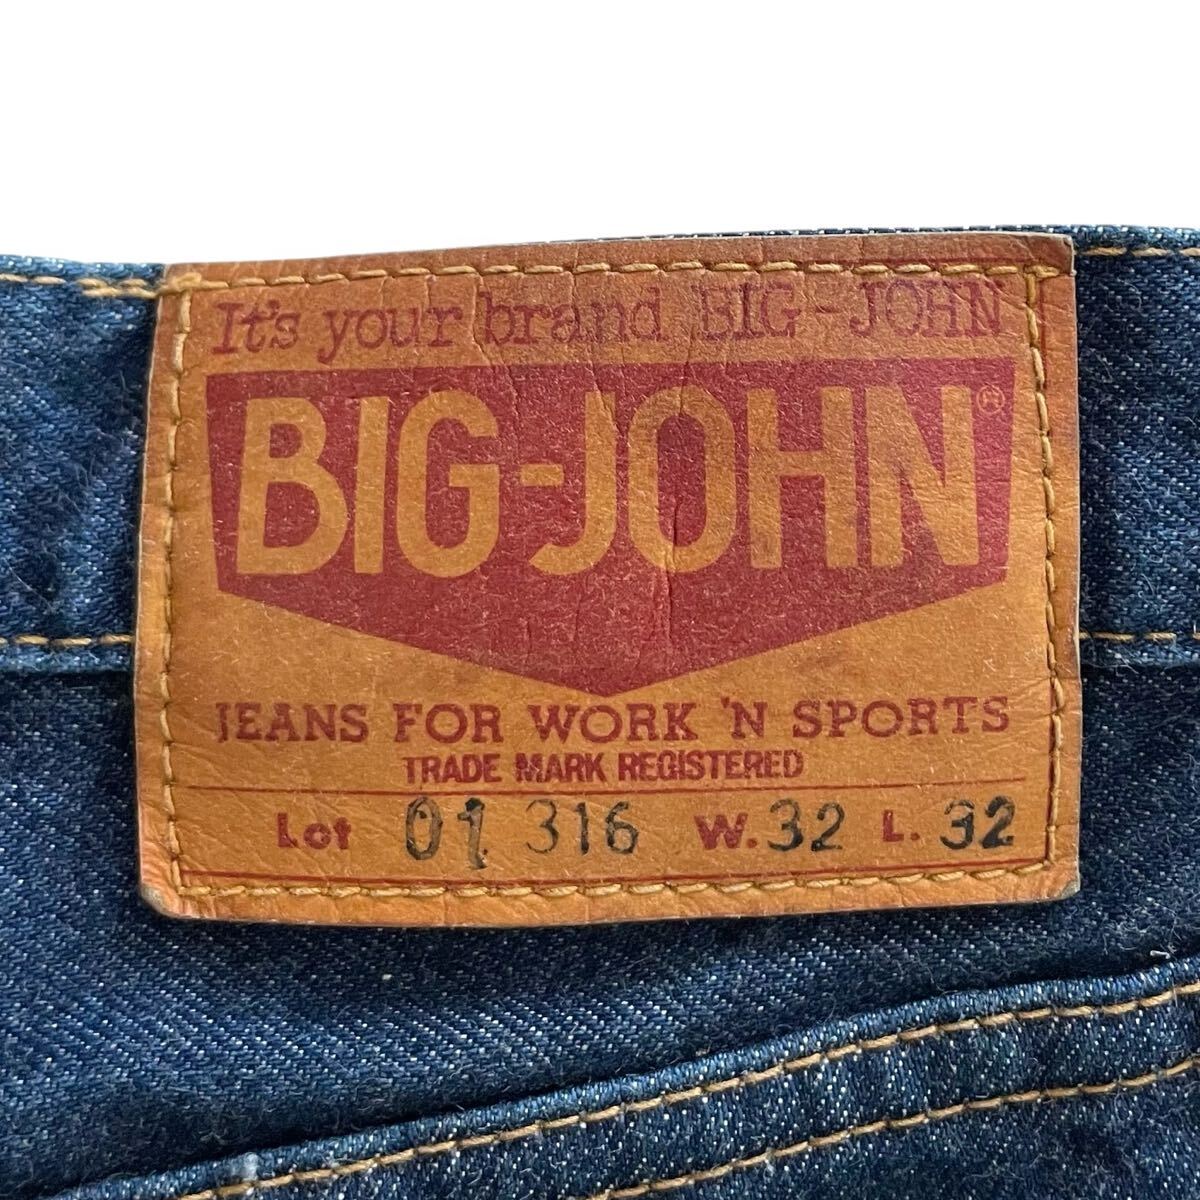 It's your brand BIG-JOHN
BIG-JOHN®
JEANS FOR WORK 'N SPORTS
TRADE MARK REGISTERED
Lot 01 316 W.32 L.32